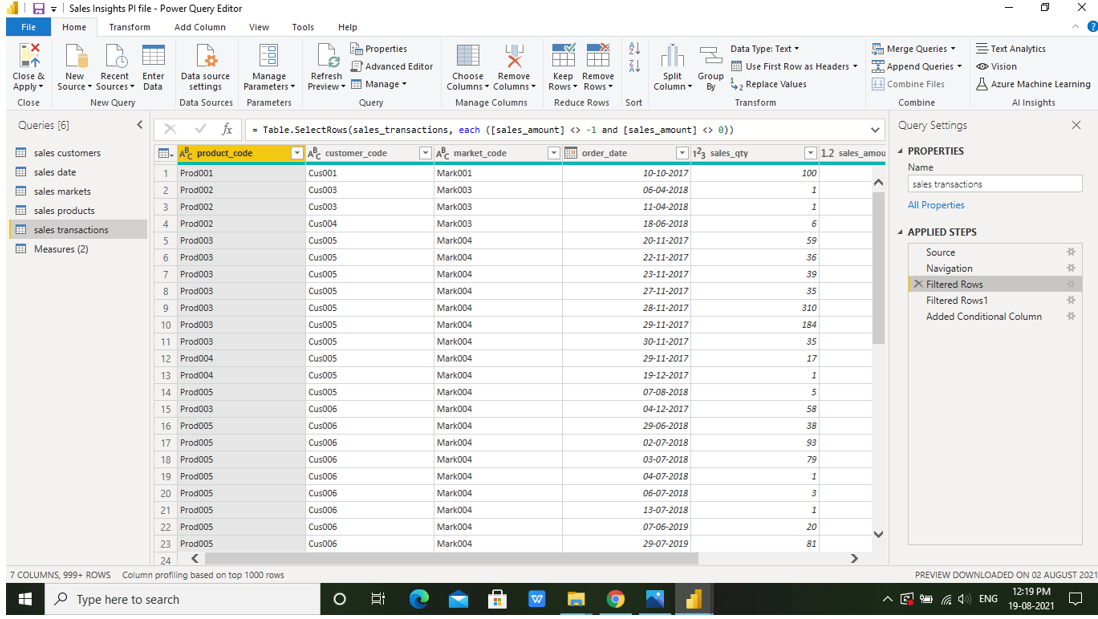 Sales Insights PI file - Power Query Editor
File Home Transform Add Column View Tools Help
Close & Apply
Close
New Source
Recent Sources
Enter Data
New Query
Data source settings
Data Sources
Manage Parameters
Parameters
Refresh Preview
Properties
Advanced Editor
Manage
Query
Choose Columns
Remove Columns
Manage Columns
Keep Rows
Remove Rows
Reduce Rows
Sort
Split Column
Group By
Data Type: Text
Use First Row as Headers
Replace Values
Transform
Merge Queries
Append Queries
Combine Files
Combine
Text Analytics
Vision
Azure Machine Learning
AI Insights
Queries [6]
sales customers
sales date
sales markets
sales products
sales transactions
Measures (2)
fx = Table.SelectRows(sales_transactions, each ([sales_amount] <> -1 and [sales_amount] <> 0))
ABC product_code ABC customer_code ABC market_code order_date 123 sales_qty 1.2 sales_amou
1 Prod001 Cus001 Mark001 10-10-2017 100
2 Prod002 Cus003 Mark003 06-04-2018 1
3 Prod002 Cus003 Mark003 11-04-2018 1
4 Prod002 Cus004 Mark003 18-06-2018 6
5 Prod003 Cus005 Mark004 20-11-2017 59
6 Prod003 Cus005 Mark004 22-11-2017 36
7 Prod003 Cus005 Mark004 23-11-2017 39
8 Prod003 Cus005 Mark004 27-11-2017 35
9 Prod003 Cus005 Mark004 28-11-2017 310
10 Prod003 Cus005 Mark004 29-11-2017 184
11 Prod003 Cus005 Mark004 30-11-2017 35
12 Prod004 Cus005 Mark004 29-11-2017 17
13 Prod004 Cus005 Mark004 19-12-2017 1
14 Prod005 Cus005 Mark004 07-08-2018 5
15 Prod003 Cus006 Mark004 04-12-2017 58
16 Prod005 Cus006 Mark004 29-06-2018 38
17 Prod005 Cus006 Mark004 02-07-2018 93
18 Prod005 Cus006 Mark004 03-07-2018 79
19 Prod005 Cus006 Mark004 04-07-2018 1
20 Prod005 Cus006 Mark004 06-07-2018 3
21 Prod005 Cus006 Mark004 13-07-2018 1
22 Prod005 Cus006 Mark004 07-06-2019 20
23 Prod005 Cus006 Mark004 29-07-2019 81
24
Query Settings
PROPERTIES
Name
sales transactions
All Properties
APPLIED STEPS
Source
Navigation
Filtered Rows
Filtered Rows1
Added Conditional Column
7 COLUMNS, 999+ ROWS Column profiling based on top 1000 rows
PREVIEW DOWNLOADED ON 02 AUGUST 2021
Type here to search
ENG
12:19 PM
19-08-2021